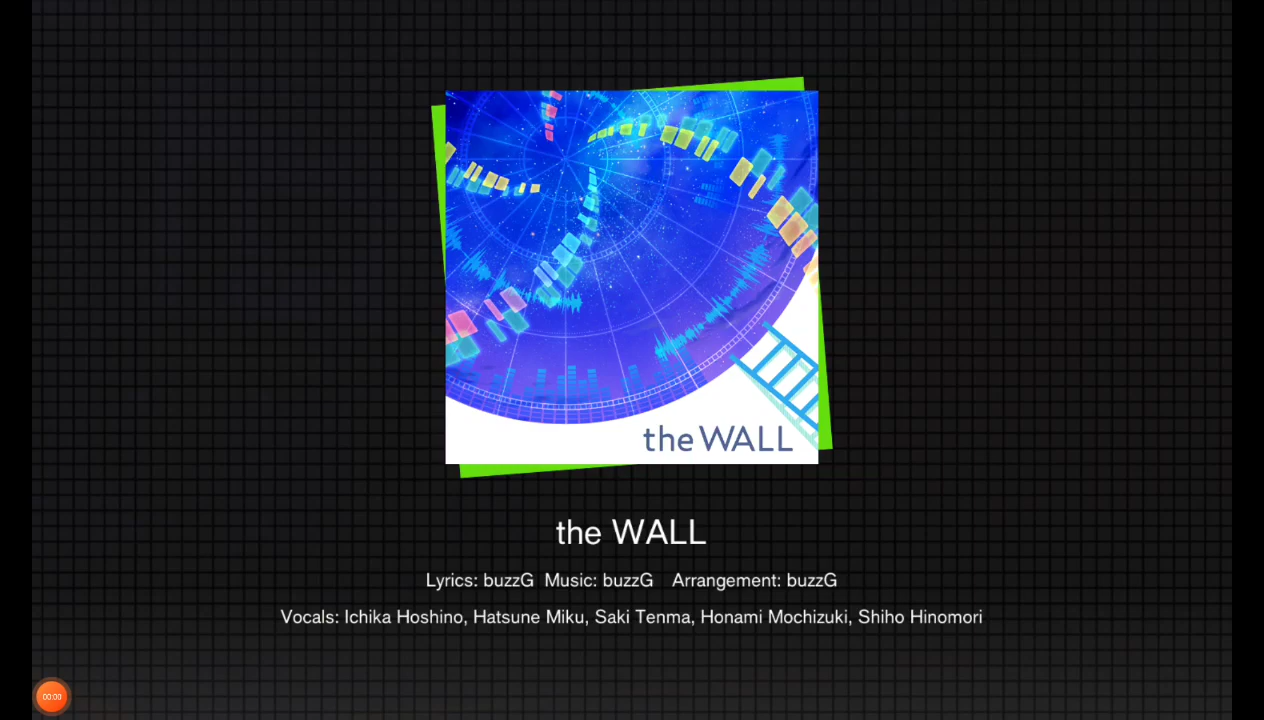 the WALL
the WALL
Lyrics: buzzG Music: buzzG Arrangement: buzzG
Vocals: Ichika Hoshino, Hatsune Miku, Saki Tenma, Honami Mochizuki, Shiho Hinomori
00:00